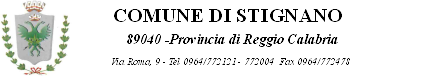 COMUNE DI STIGNANO
89040 -Provincia di Reggio Calabria
Via Roma, 9 - Tel. 0964/772121 - 772004 Fax 0964/772478